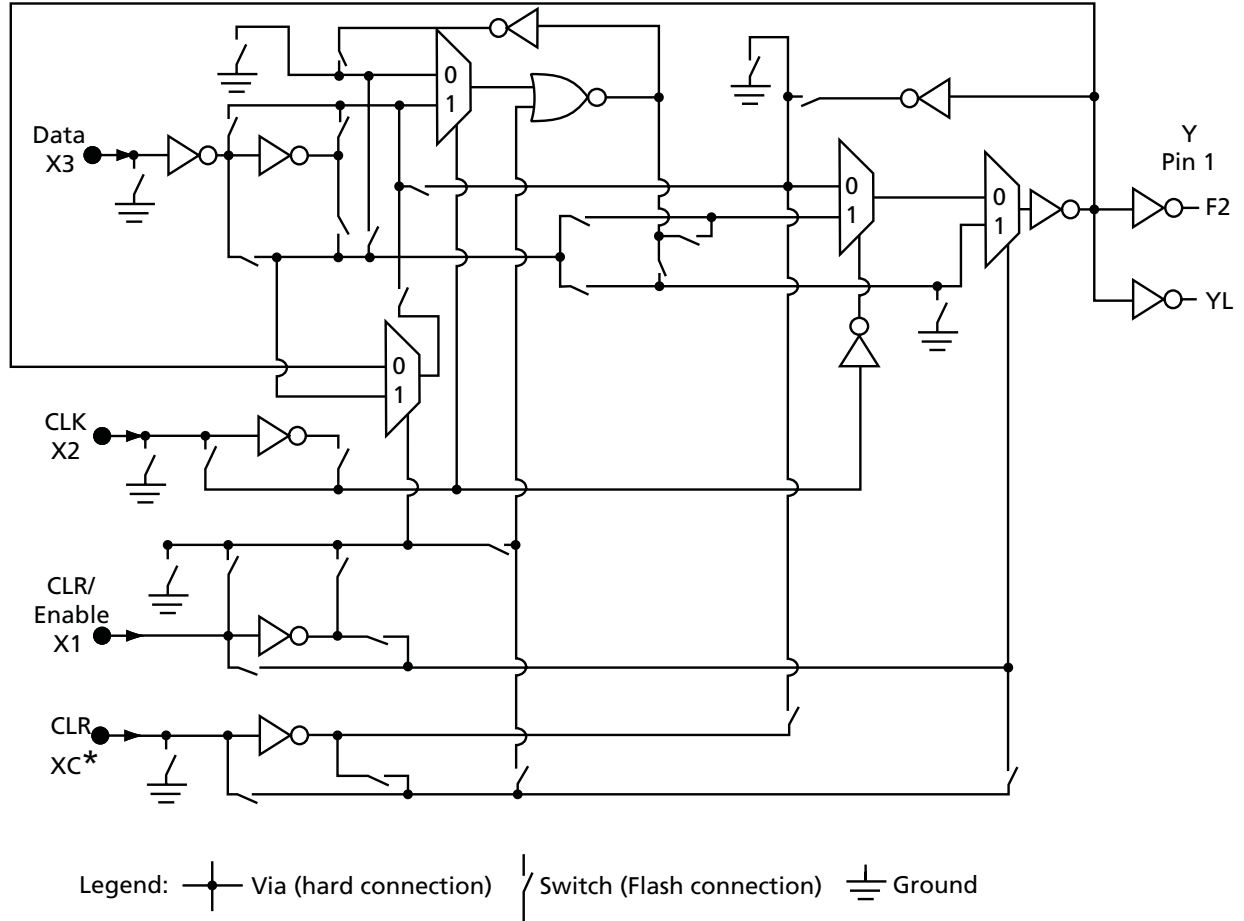 0
1
Data
X3
Y
Pin 1
0
1
0
1
F2
YL
0
1
CLK
X2
CLR/
Enable
X1
CLR
XC*
Legend: Via (hard connection) Switch (Flash connection) Ground